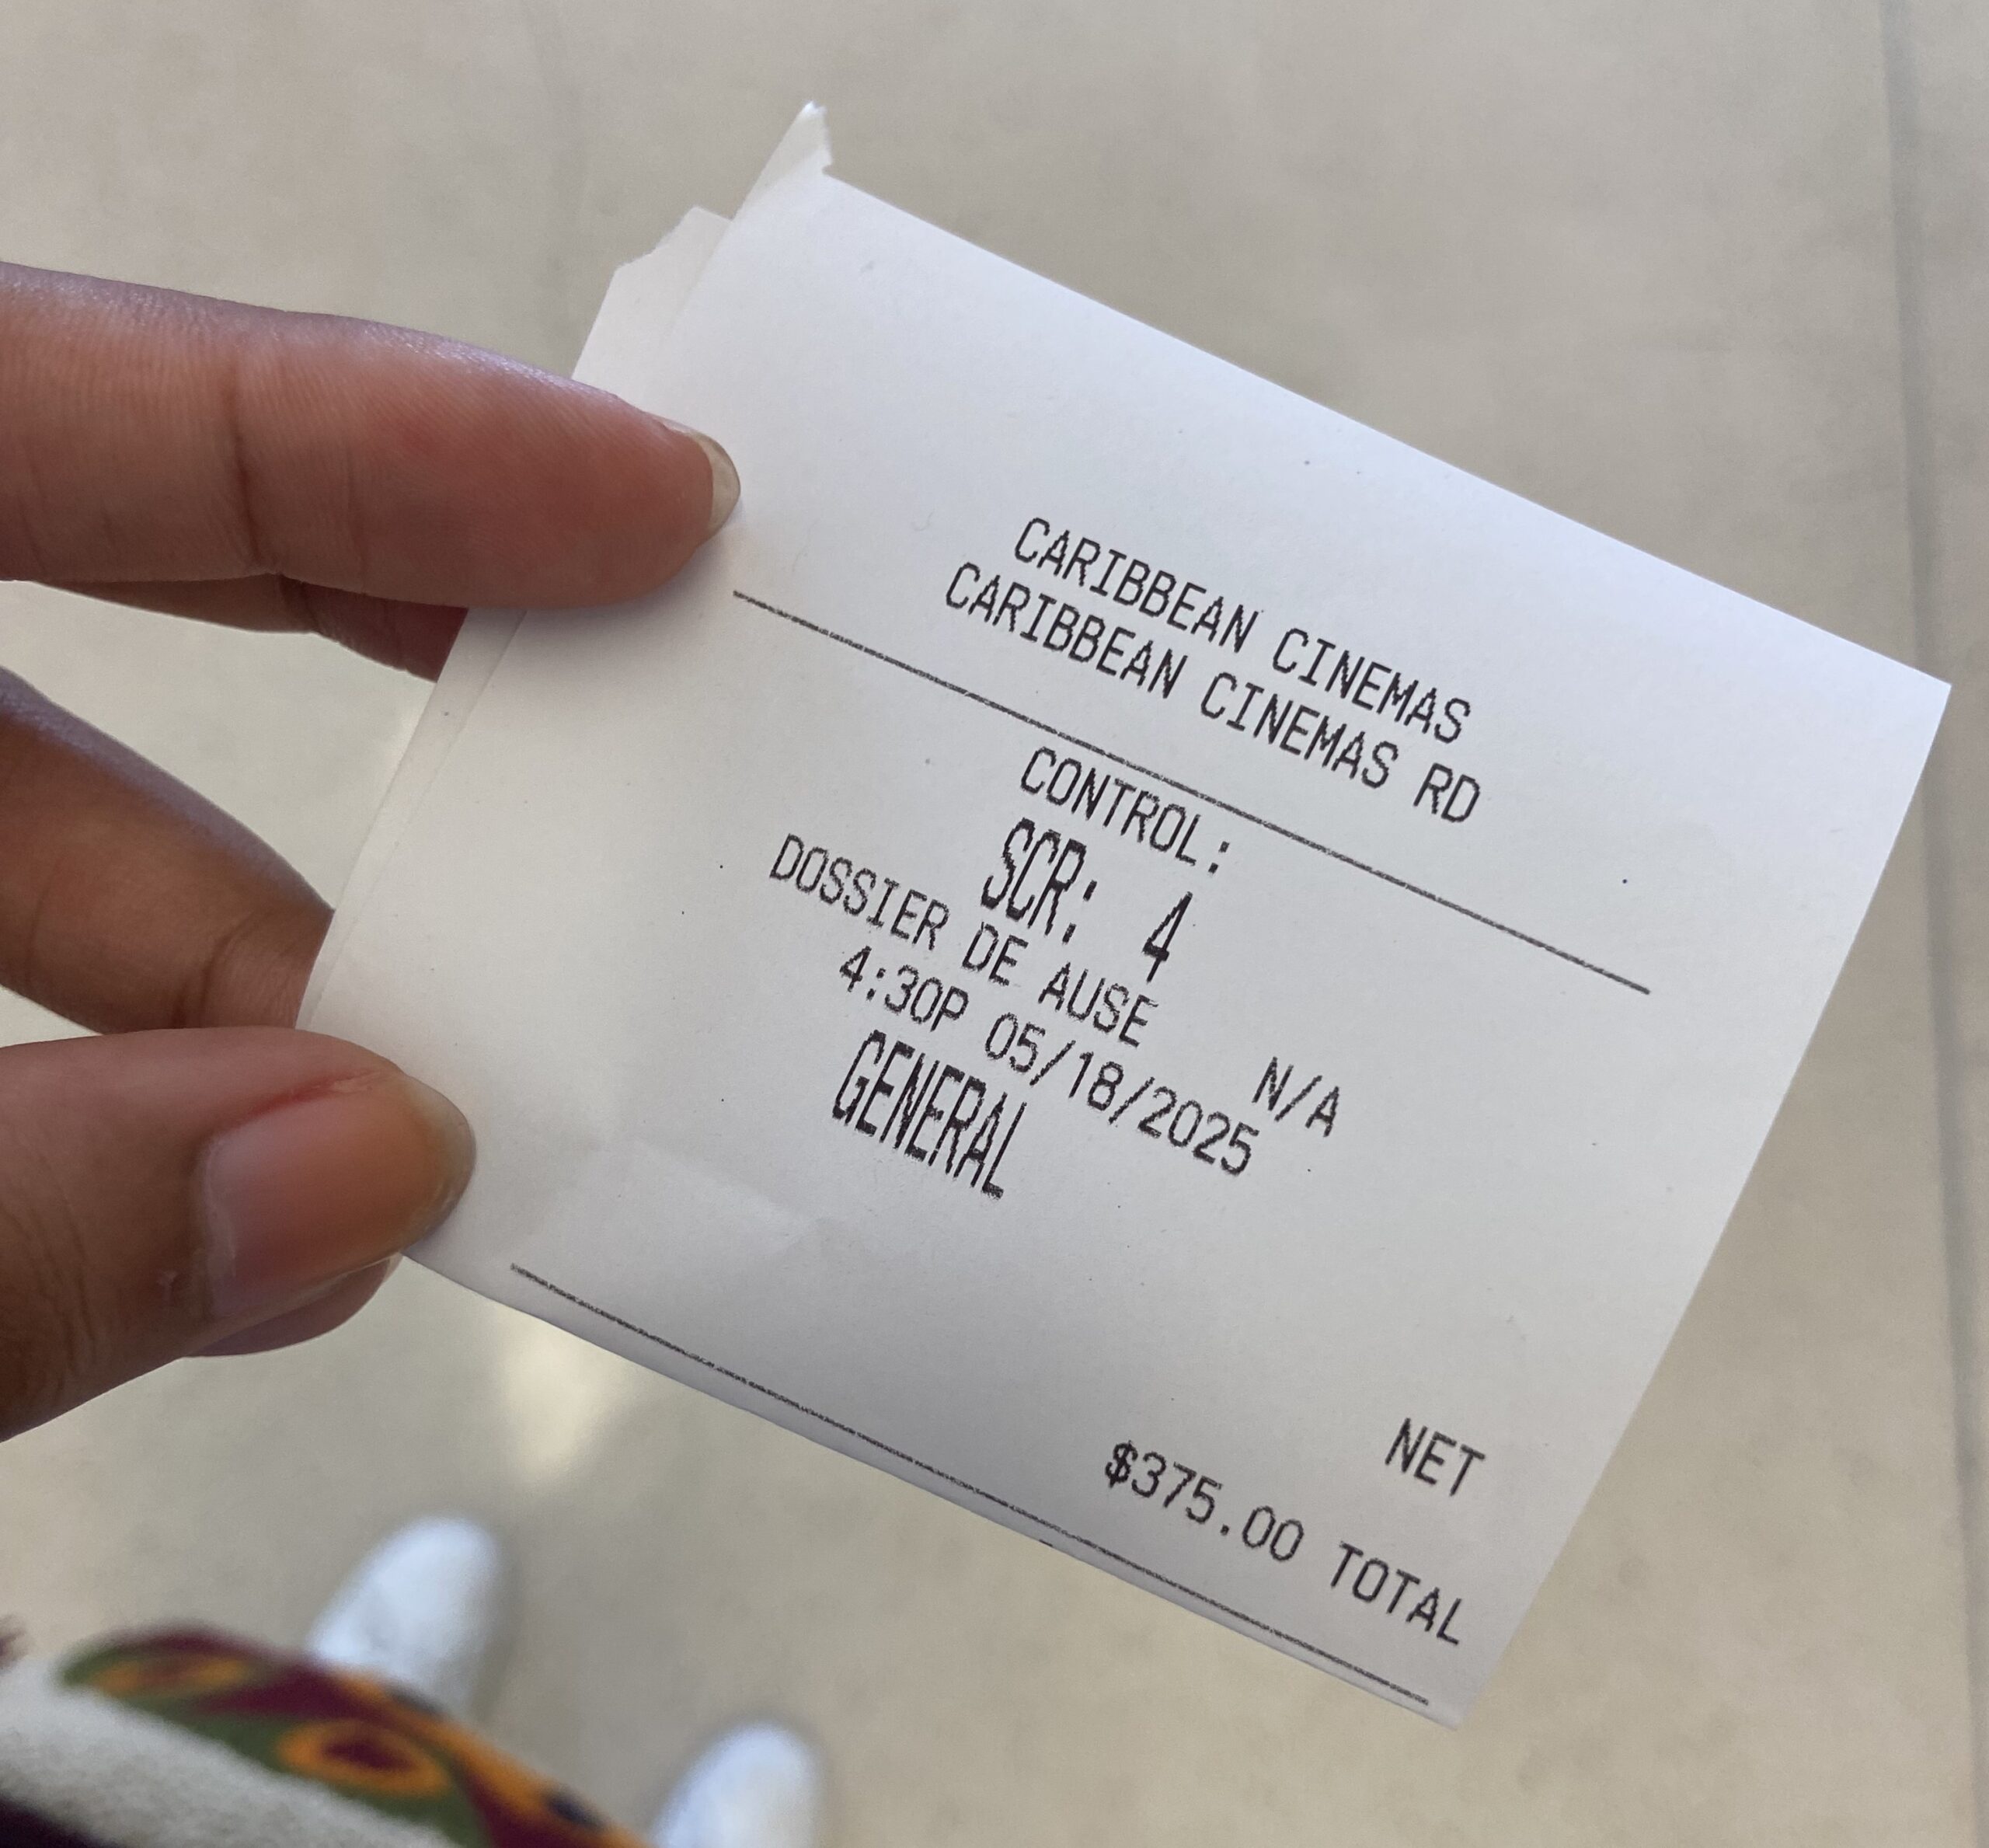 CARIBBEAN CINEMAS
CARIBBEAN CINEMAS RD
CONTROL:
SCR: 4
DOSSIER DE AUSE N/A
4:30P 05/18/2025
GENERAL
NET
$375.00 TOTAL